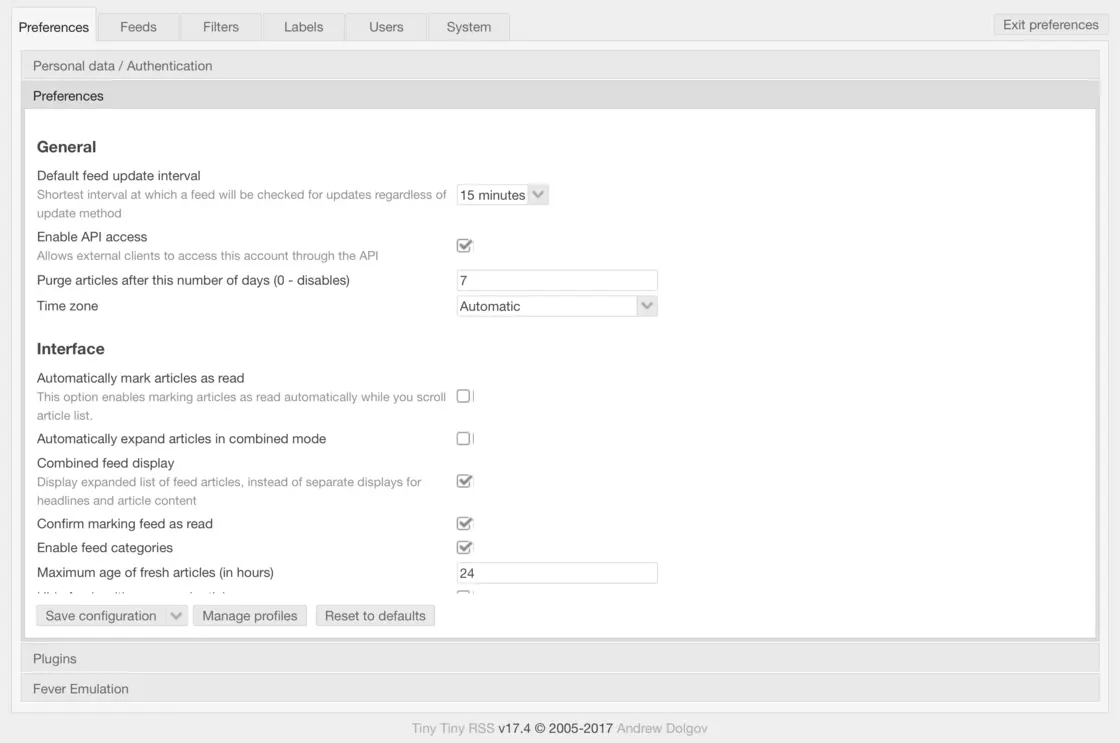 Preferences
Feeds
Filters
Labels
Users
System
Exit preferences
Personal data / Authentication
Preferences
General
Default feed update interval
Shortest interval at which a feed will be checked for updates regardless of
update method
15 minutes
Enable API access
Allows external clients to access this account through the API
Purge articles after this number of days (0 - disables)
7
Time zone
Automatic
Interface
Automatically mark articles as read
This option enables marking articles as read automatically while you scroll
article list.
Automatically expand articles in combined mode
Combined feed display
Display expanded list of feed articles, instead of separate displays for
headlines and article content
Confirm marking feed as read
Enable feed categories
Maximum age of fresh articles (in hours)
24
Save configuration
Manage profiles
Reset to defaults
Plugins
Fever Emulation
Tiny Tiny RSS v17.4 © 2005-2017 Andrew Dolgov